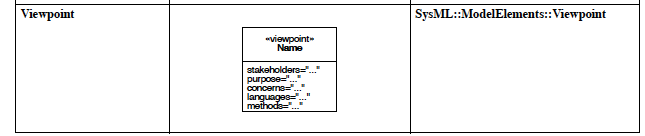 Viewpoint
«viewpoint»
Name
stakeholders="..."
purpose="..."
concerns="..."
languages="..."
methods="..."
SysML::ModelElements::Viewpoint